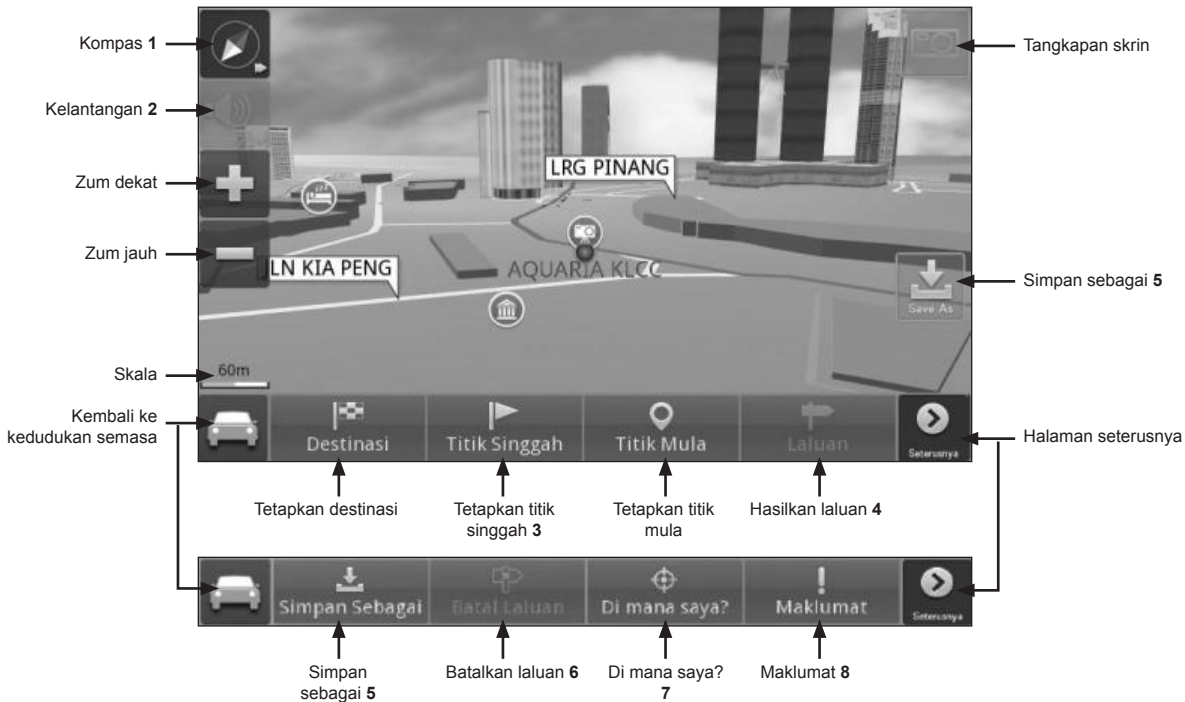 Kompas 1
Kelantangan 2
Zum dekat
Zum jauh
Skala
Kembali ke
kedudukan semasa
Tangkapan skrin
Simpan sebagai 5
Halaman seterusnya
LRG PINANG
LN KIA PENG
AQUARIA KLCC
Save As
60m
Destinasi
Titik Singgah
Titik Mula
Laluan
Seterusnya
Tetapkan destinasi
Tetapkan titik
singgah 3
Tetapkan titik
mula
Hasilkan laluan 4
Simpan Sebagai
Batal Laluan
Di mana saya?
Maklumat
Seterusnya
Simpan
sebagai 5
Batalkan laluan 6
Di mana saya?
7
Maklumat 8